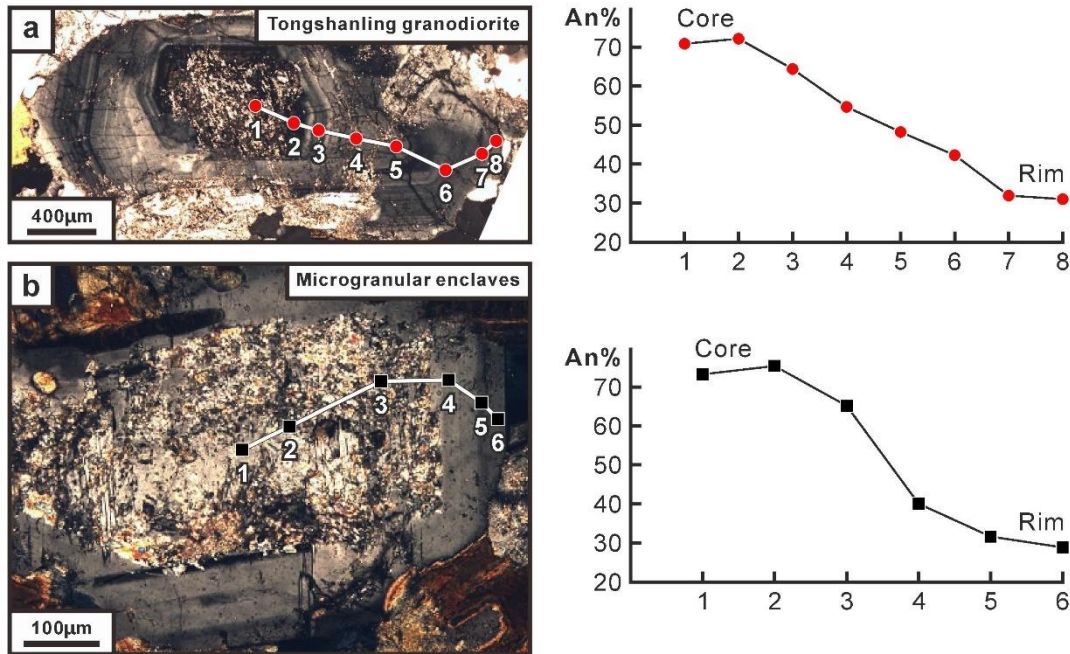 a
Tongshanling granodiorite
1
2
3
4
5
6
7
8
400μm
An%
Core
70
60
50
40
30
20
Rim
1 2 3 4 5 6 7 8
b
Microgranular enclaves
1
2
3
4
5
6
100μm
An%
Core
70
60
50
40
30
20
Rim
1 2 3 4 5 6